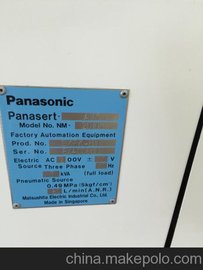 Panasonic
Panasert
Model No. NM-
Factory Automation Equipment
Prod. No.
Ser. No.
Electric AC 00V ± V
Source Three Phase Hz
kVA (full load)
Pneumatic Source
0.49MPa (5kgf/cm²)
L/min (A.N.R.)
Matsushita Electric Industrial Co., Ltd.
Made in Singapore
china.makepolo.com